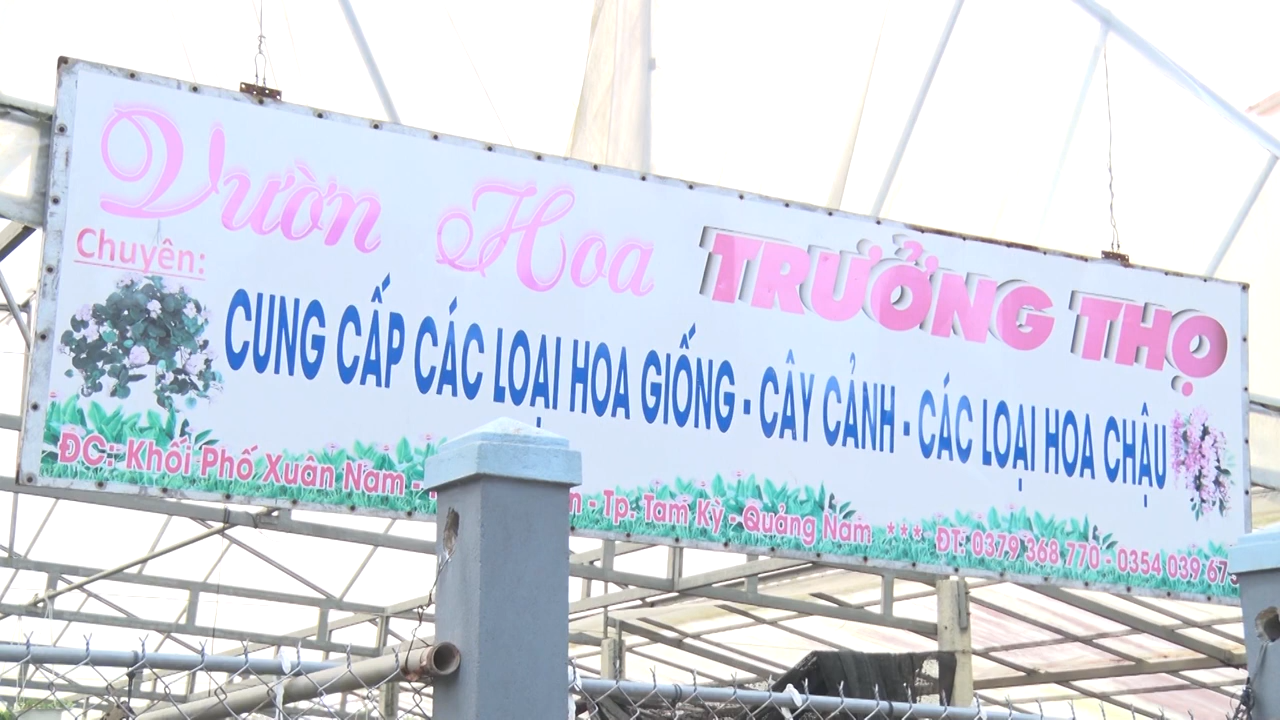 Vườn Hoa TRƯỞNG THỌ
Chuyên:
CUNG CẤP CÁC LOẠI HOA GIỐNG - CÂY CẢNH - CÁC LOẠI HOA CHẬU
ĐC: Khối Phố Xuân Nam - - Tp. Tam Kỳ - Quảng Nam *** ĐT: 0379 368 770 - 0354 039 675